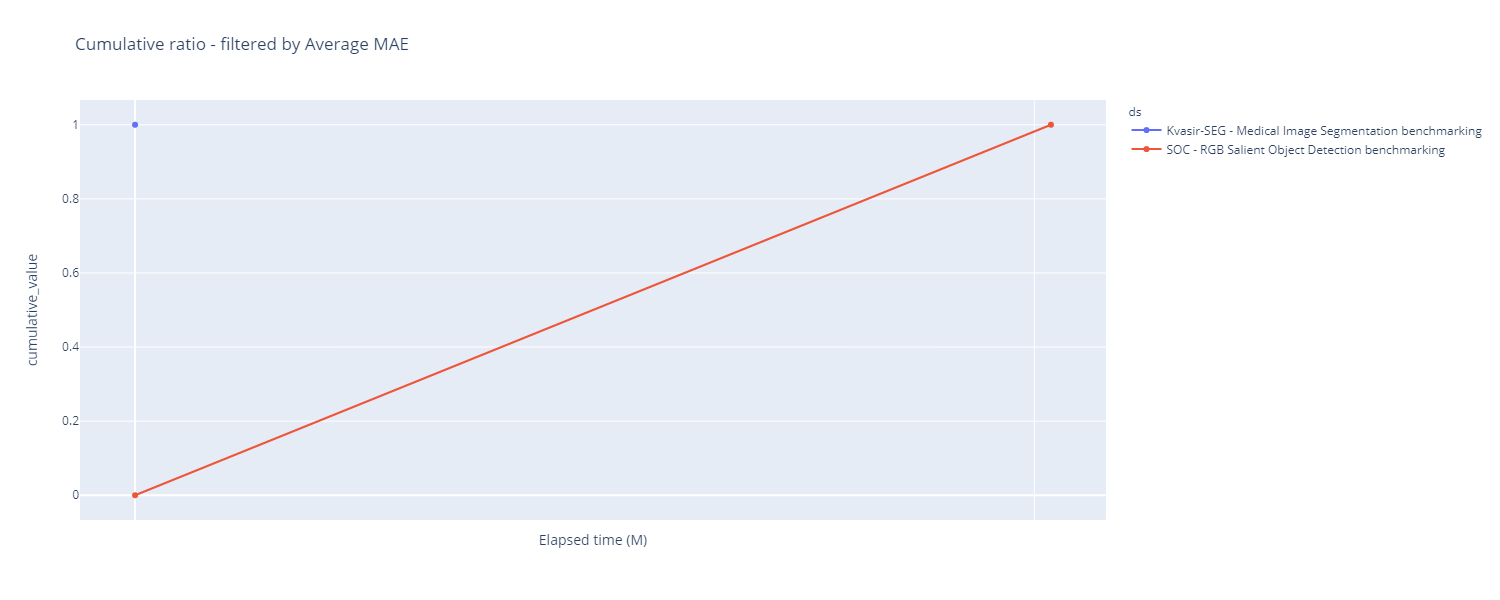 Cumulative ratio - filtered by Average MAE
ds
Kvasir-SEG - Medical Image Segmentation benchmarking
SOC - RGB Salient Object Detection benchmarking
1
0.8
0.6
0.4
0.2
0
cumulative_value
Elapsed time (M)